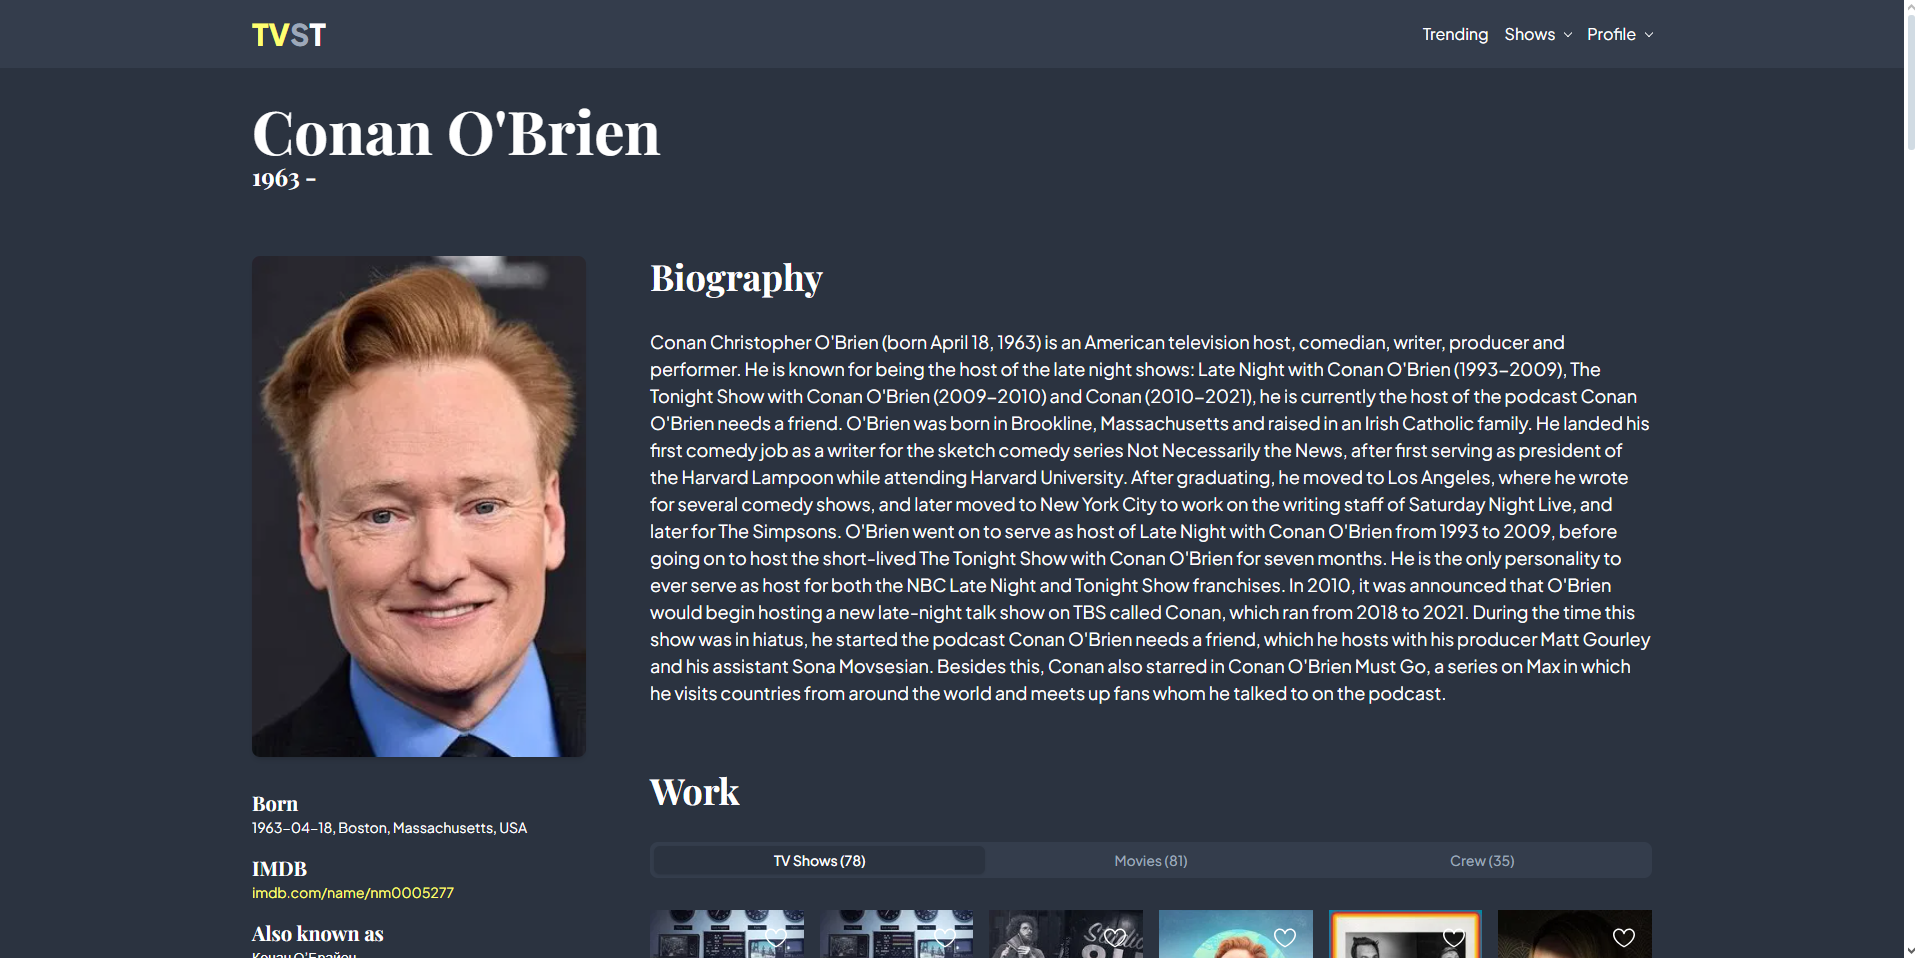 TVST
Trending Shows Profile
Conan O'Brien
1963 -
Biography
Conan Christopher O'Brien (born April 18, 1963) is an American television host, comedian, writer, producer and
performer. He is known for being the host of the late night shows: Late Night with Conan O'Brien (1993–2009), The
Tonight Show with Conan O'Brien (2009–2010) and Conan (2010–2021), he is currently the host of the podcast Conan
O'Brien needs a friend. O'Brien was born in Brookline, Massachusetts and raised in an Irish Catholic family. He landed his
first comedy job as a writer for the sketch comedy series Not Necessarily the News, after first serving as president of
the Harvard Lampoon while attending Harvard University. After graduating, he moved to Los Angeles, where he wrote
for several comedy shows, and later moved to New York City to work on the writing staff of Saturday Night Live, and
later for The Simpsons. O'Brien went on to serve as host of Late Night with Conan O'Brien from 1993 to 2009, before
going on to host the short-lived The Tonight Show with Conan O'Brien for seven months. He is the only personality to
ever serve as host for both the NBC Late Night and Tonight Show franchises. In 2010, it was announced that O'Brien
would begin hosting a new late-night talk show on TBS called Conan, which ran from 2018 to 2021. During the time this
show was in hiatus, he started the podcast Conan O'Brien needs a friend, which he hosts with his producer Matt Gourley
and his assistant Sona Movsesian. Besides this, Conan also starred in Conan O'Brien Must Go, a series on Max in which
he visits countries from around the world and meets up fans whom he talked to on the podcast.
Born
1963-04-18, Boston, Massachusetts, USA
IMDB
imdb.com/name/nm0005277
Also known as
Конан О'Брайен
Work
TV Shows (78) Movies (81) Crew (35)